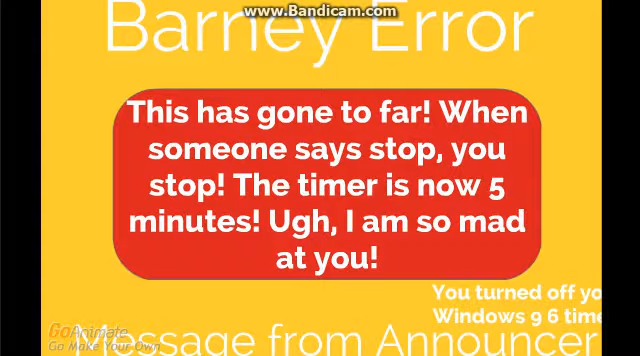 www.Bandicam.com
Barney Error
This has gone to far! When
someone says stop, you
stop! The timer is now 5
minutes! Ugh, I am so mad
at you!
You turned off
Windows 9 6
GoAnimate
Go Make Your Own
Message from Announcer